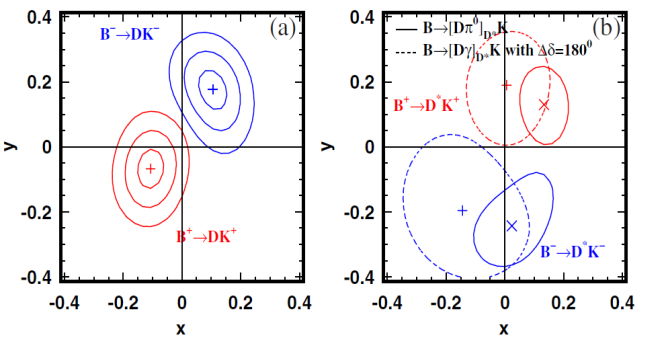 B⁻→DK⁻
(a)
B⁺→DK⁺
0.4
0.2
0
-0.2
-0.4
y
-0.4 -0.2 0 0.2 0.4
x
(b)
B→[Dπ⁰]D*K
B→[Dγ]D*K with Δδ=180⁰
B⁺→D*K⁺
B⁻→D*K⁻
0.4
0.2
0
-0.2
-0.4
y
-0.4 -0.2 0 0.2 0.4
x